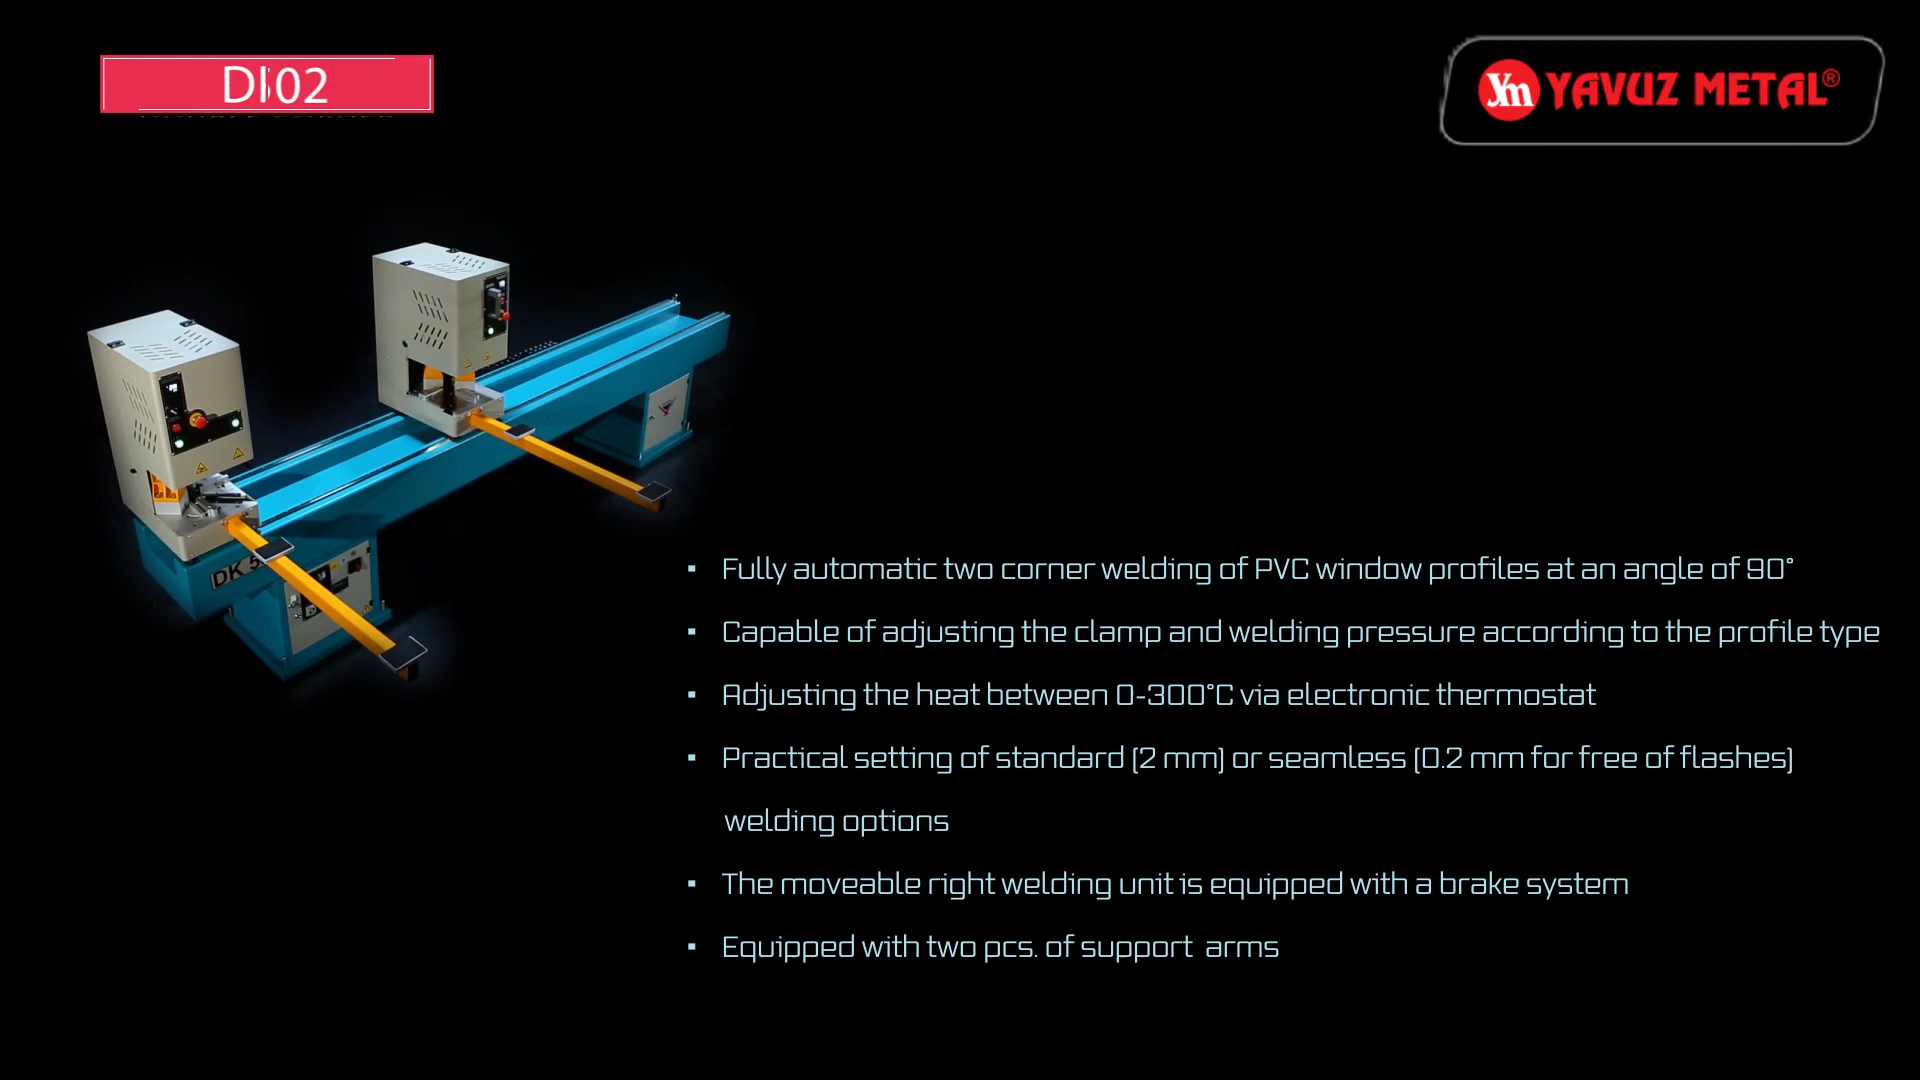 YAVUZ METAL®
DK 5
▪ Fully automatic two corner welding of PVC window profiles at an angle of 90°
▪ Capable of adjusting the clamp and welding pressure according to the profile type
▪ Adjusting the heat between 0-300°C via electronic thermostat
▪ Practical setting of standard (2 mm) or seamless (0.2 mm for free of flashes)
welding options
▪ The moveable right welding unit is equipped with a brake system
▪ Equipped with two pcs. of support arms